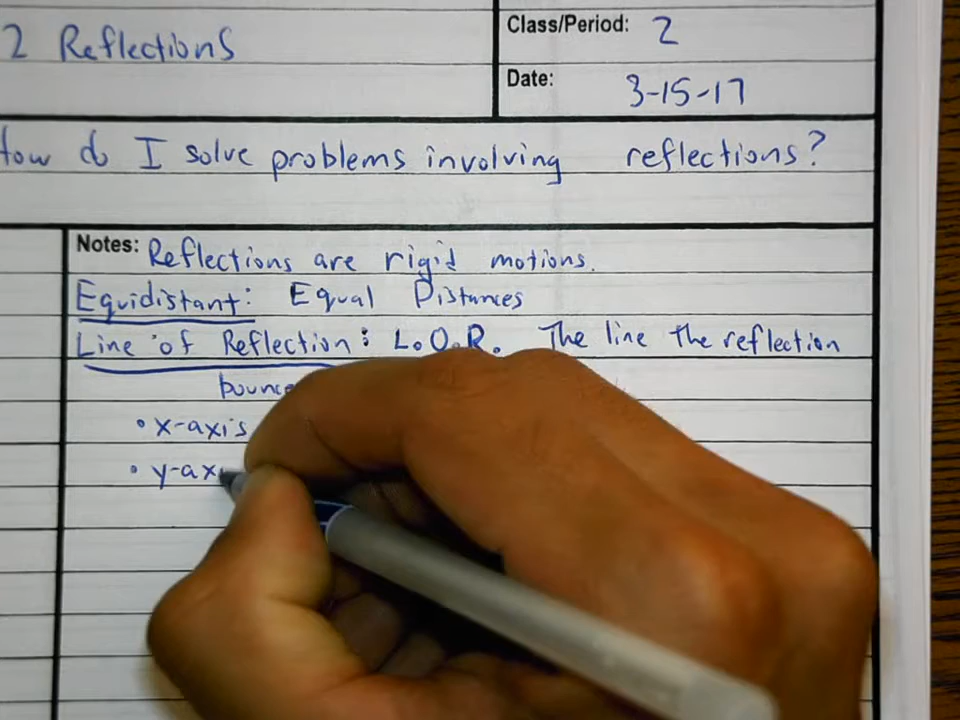 2 Reflections
Class/Period: 2
Date: 3-15-17
How do I solve problems involving reflections?
Notes: Reflections are rigid motions.
Equidistant: Equal Distances
Line of Reflection: L.O.R. The line the reflection
bounce
• x-axis
• y-ax